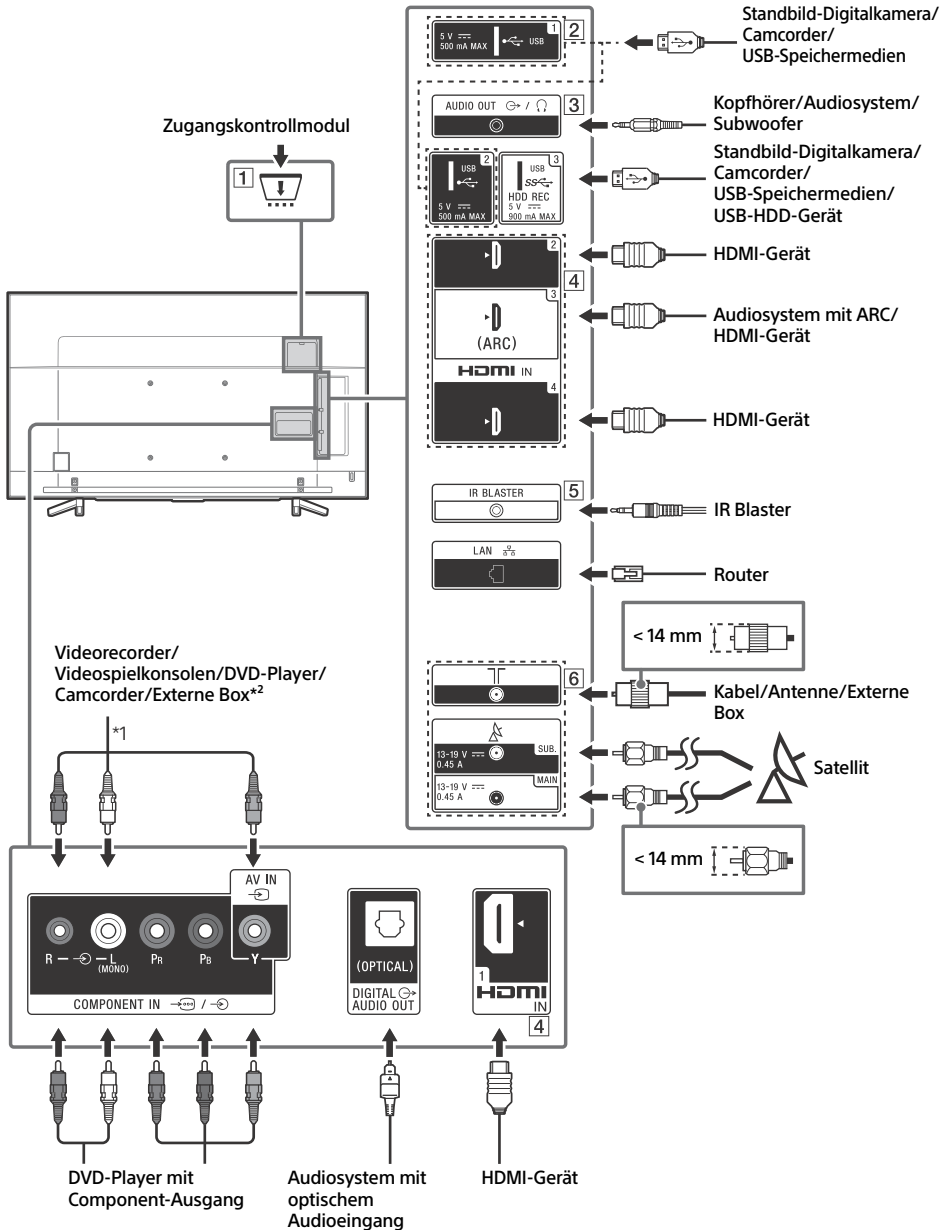 Standbild-Digitalkamera/
Camcorder/
USB-Speichermedien
5 V
500 mA MAX
USB
1
2
Zugangskontrollmodul
1
AUDIO OUT /
3
Kopfhörer/Audiosystem/
Subwoofer
2
USB
5 V
500 mA MAX
3
USB
SS
HDD REC
5 V
900 mA MAX
Standbild-Digitalkamera/
Camcorder/
USB-Speichermedien/
USB-HDD-Gerät
2
4
HDMI-Gerät
3
(ARC)
Audiosystem mit ARC/
HDMI-Gerät
HDMI IN
4
HDMI-Gerät
IR BLASTER
5
IR Blaster
LAN
Router
< 14 mm
6
Kabel/Antenne/Externe
Box
13-19 V
0.45 A
SUB.
MAIN
13-19 V
0.45 A
Satellit
< 14 mm
Videorecorder/
Videospielkonsolen/DVD-Player/
Camcorder/Externe Box*2
*1
AV IN
R — — L
(MONO)
PR
PB
Y
COMPONENT IN /
(OPTICAL)
DIGITAL
AUDIO OUT
1
HDMI
IN
4
DVD-Player mit
Component-Ausgang
Audiosystem mit
optischem
Audioeingang
HDMI-Gerät